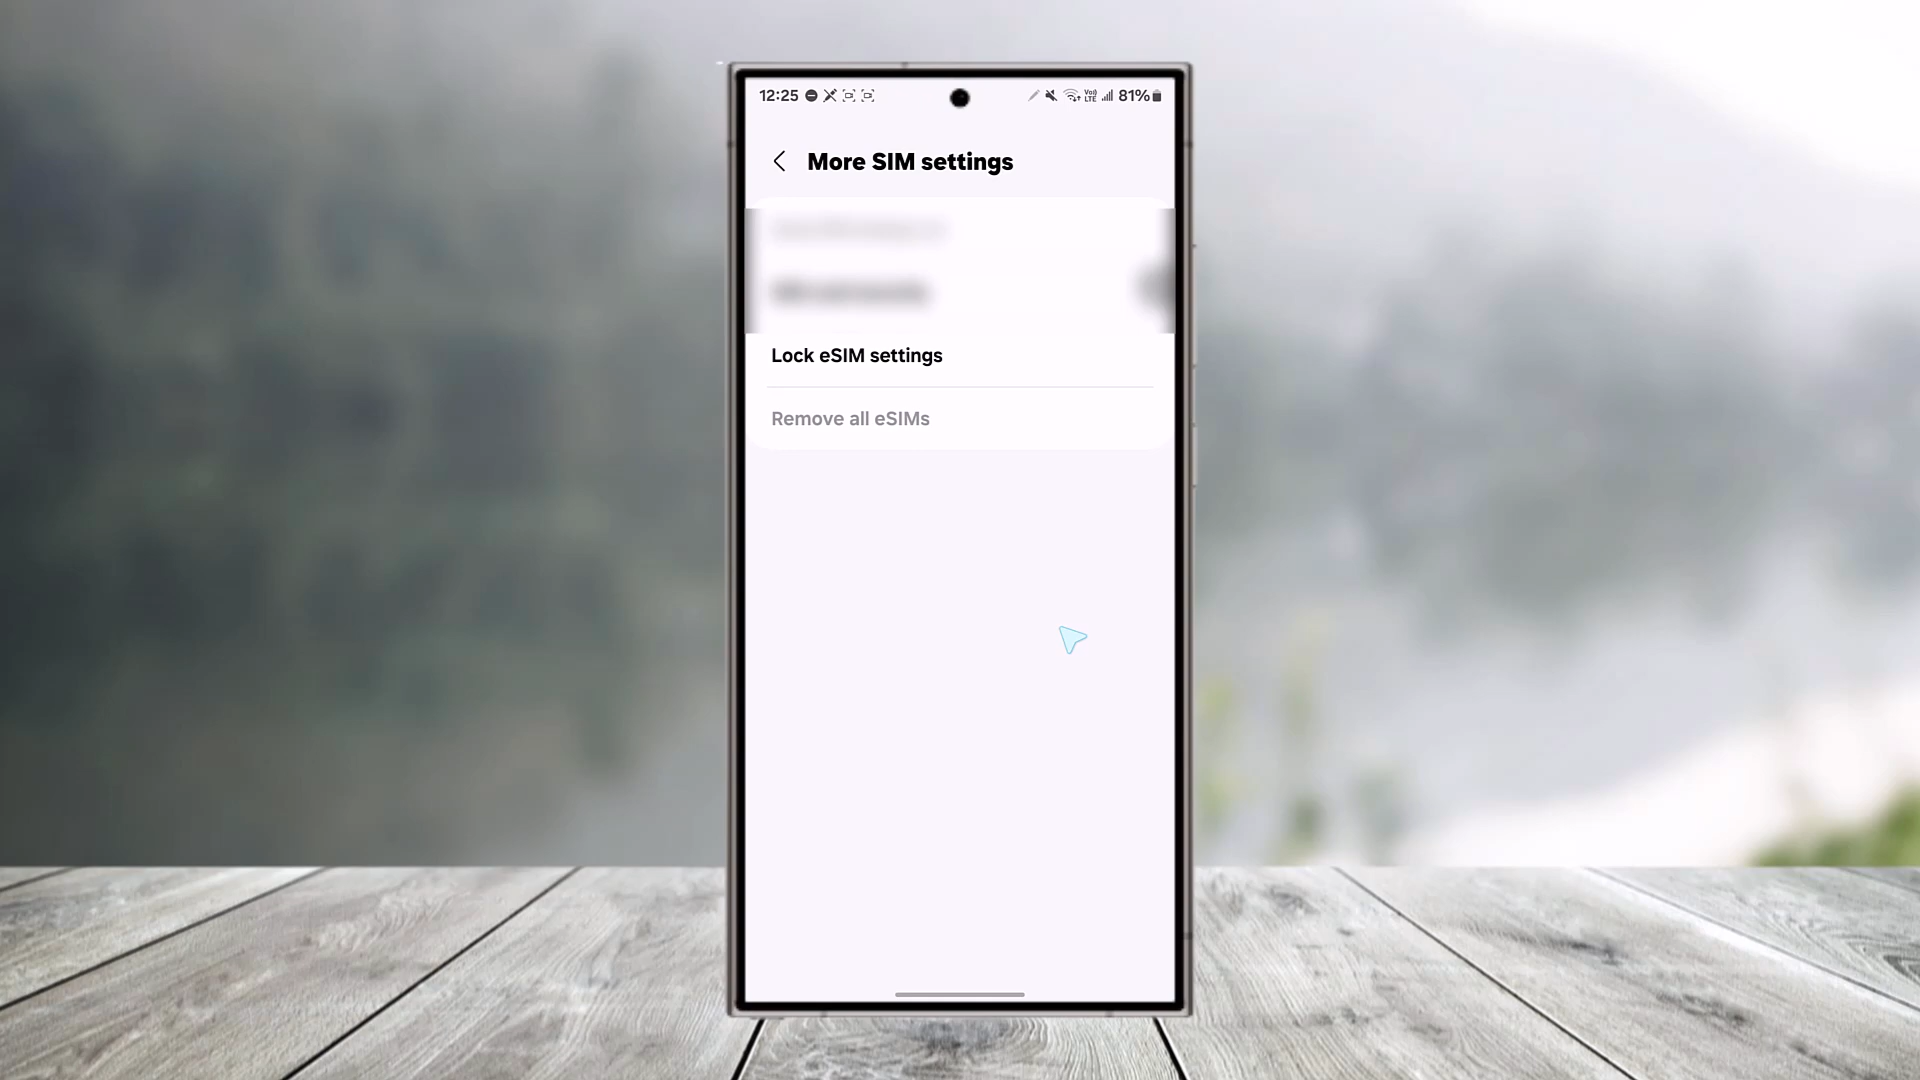 12:25
81%
More SIM settings
Lock eSIM settings
Remove all eSIMs